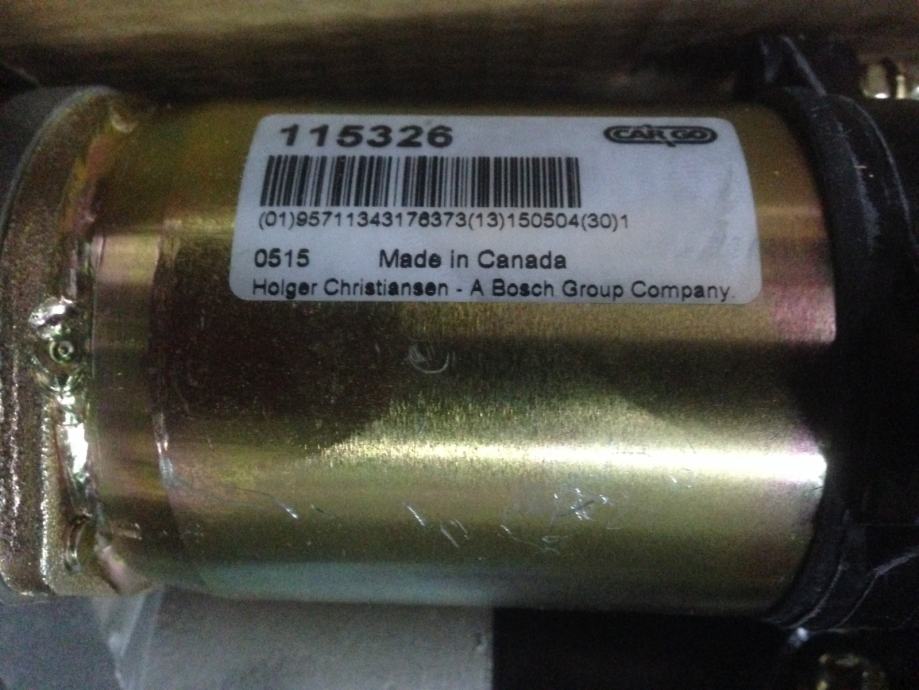 115326 CARGO
(01)95711343176373(13)150504(30)1
0515 Made in Canada
Holger Christiansen - A Bosch Group Company.